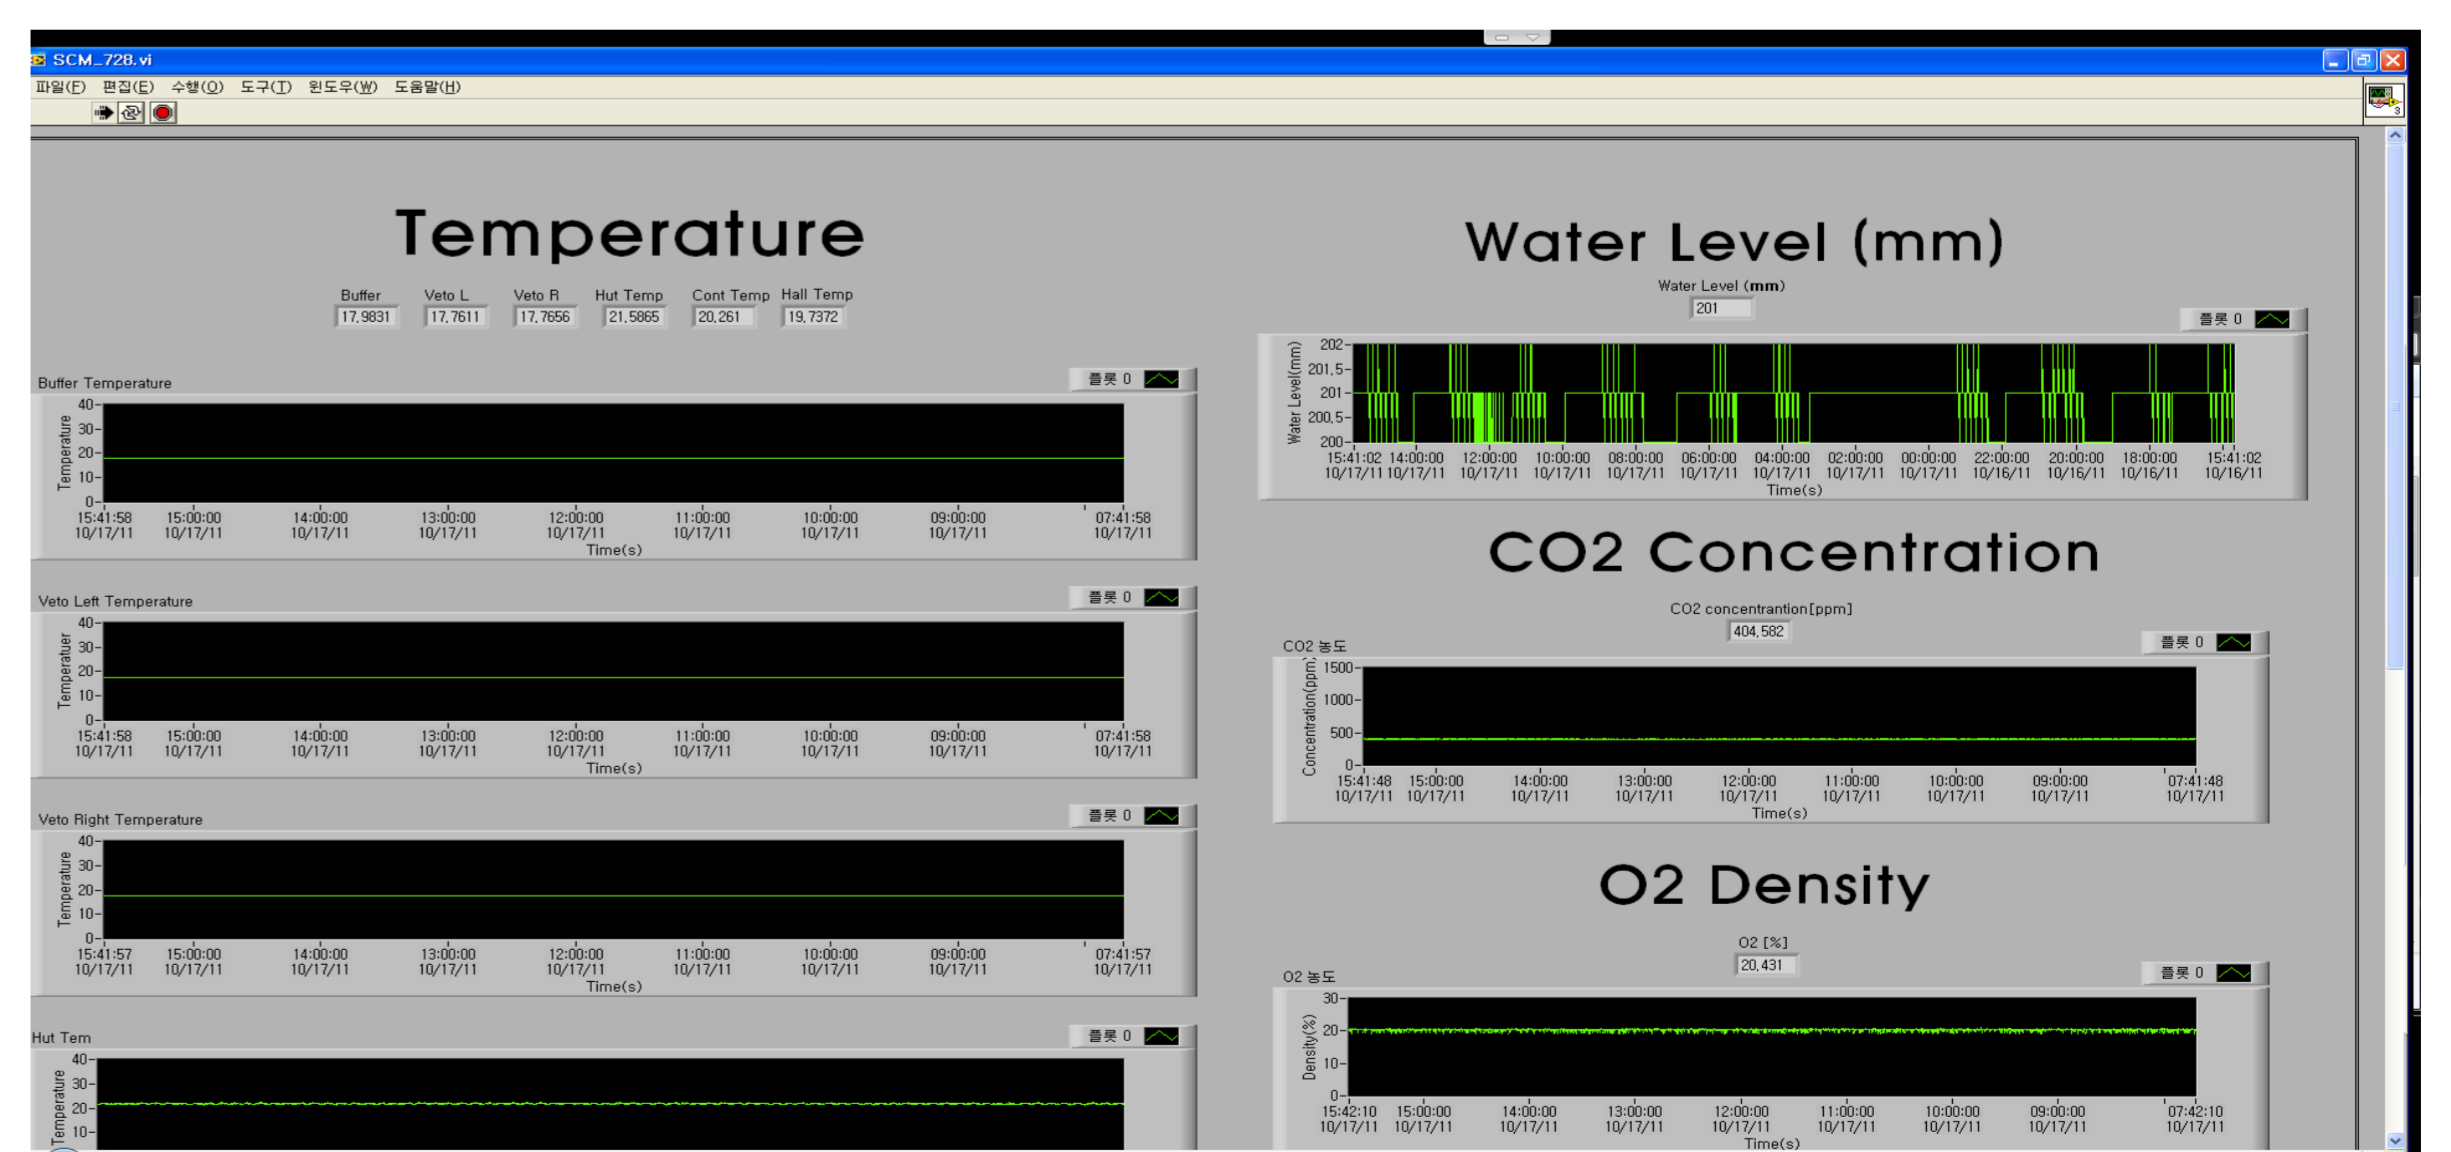 SCM_728.vi
파일(F) 편집(E) 수행(O) 도구(T) 윈도우(W) 도움말(H)
3
Temperature
Buffer Veto L Veto R Hut Temp Cont Temp Hall Temp
17,9831 17,7611 17,7656 21,5865 20,261 19,7372
Buffer Temperature
플롯 0
Temperature
40
30
20
10
0
15:41:58 15:00:00 14:00:00 13:00:00 12:00:00 11:00:00 10:00:00 09:00:00 07:41:58
10/17/11 10/17/11 10/17/11 10/17/11 10/17/11 10/17/11 10/17/11 10/17/11 10/17/11
Time(s)
Veto Left Temperature
플롯 0
Temperatuer
40
30
20
10
0
15:41:58 15:00:00 14:00:00 13:00:00 12:00:00 11:00:00 10:00:00 09:00:00 07:41:58
10/17/11 10/17/11 10/17/11 10/17/11 10/17/11 10/17/11 10/17/11 10/17/11 10/17/11
Time(s)
Veto Right Temperature
플롯 0
Temperature
40
30
20
10
0
15:41:57 15:00:00 14:00:00 13:00:00 12:00:00 11:00:00 10:00:00 09:00:00 07:41:57
10/17/11 10/17/11 10/17/11 10/17/11 10/17/11 10/17/11 10/17/11 10/17/11 10/17/11
Time(s)
Hut Tem
플롯 0
Temperature
40
30
20
10
Water Level (mm)
Water Level (mm)
201
플롯 0
Water Level(mm)
202
201,5
201
200,5
200
15:41:02 14:00:00 12:00:00 10:00:00 08:00:00 06:00:00 04:00:00 02:00:00 00:00:00 22:00:00 20:00:00 18:00:00 15:41:02
10/17/11 10/17/11 10/17/11 10/17/11 10/17/11 10/17/11 10/17/11 10/17/11 10/17/11 10/16/11 10/16/11 10/16/11 10/16/11
Time(s)
CO2 Concentration
CO2 concentrantion[ppm]
404,582
CO2 농도
플롯 0
Concentration(ppm)
1500
1000
500
0
15:41:48 15:00:00 14:00:00 13:00:00 12:00:00 11:00:00 10:00:00 09:00:00 07:41:48
10/17/11 10/17/11 10/17/11 10/17/11 10/17/11 10/17/11 10/17/11 10/17/11 10/17/11
Time(s)
O2 Density
O2 [%]
20,431
O2 농도
플롯 0
Density(%)
30
20
10
0
15:42:10 15:00:00 14:00:00 13:00:00 12:00:00 11:00:00 10:00:00 09:00:00 07:42:10
10/17/11 10/17/11 10/17/11 10/17/11 10/17/11 10/17/11 10/17/11 10/17/11 10/17/11
Time(s)